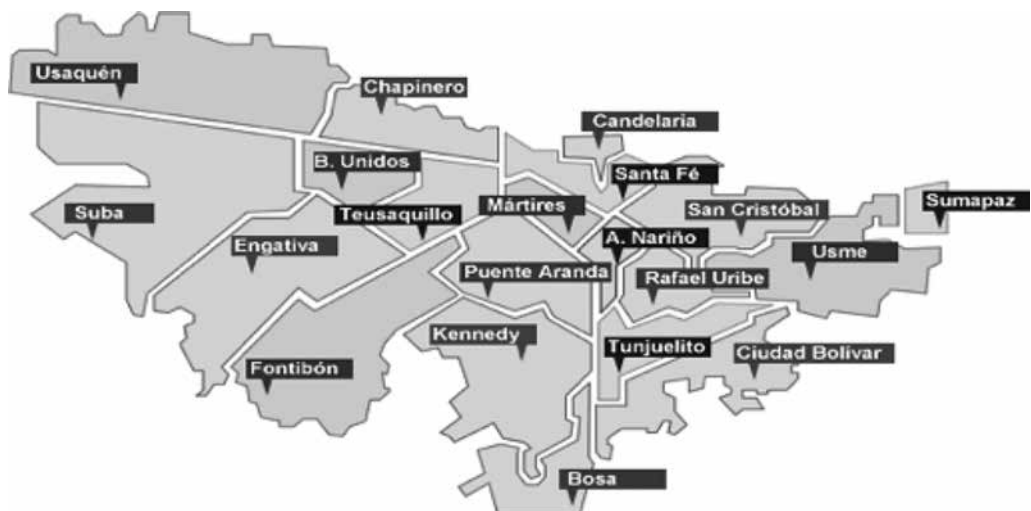 Usaquén
Chapinero
Candelaria
B. Unidos
Santa Fé
Suba
Teusaquillo
Mártires
San Cristóbal
Sumapaz
Engativa
A. Nariño
Usme
Puente Aranda
Rafael Uribe
Kennedy
Tunjuelito
Ciudad Bolívar
Fontibón
Bosa